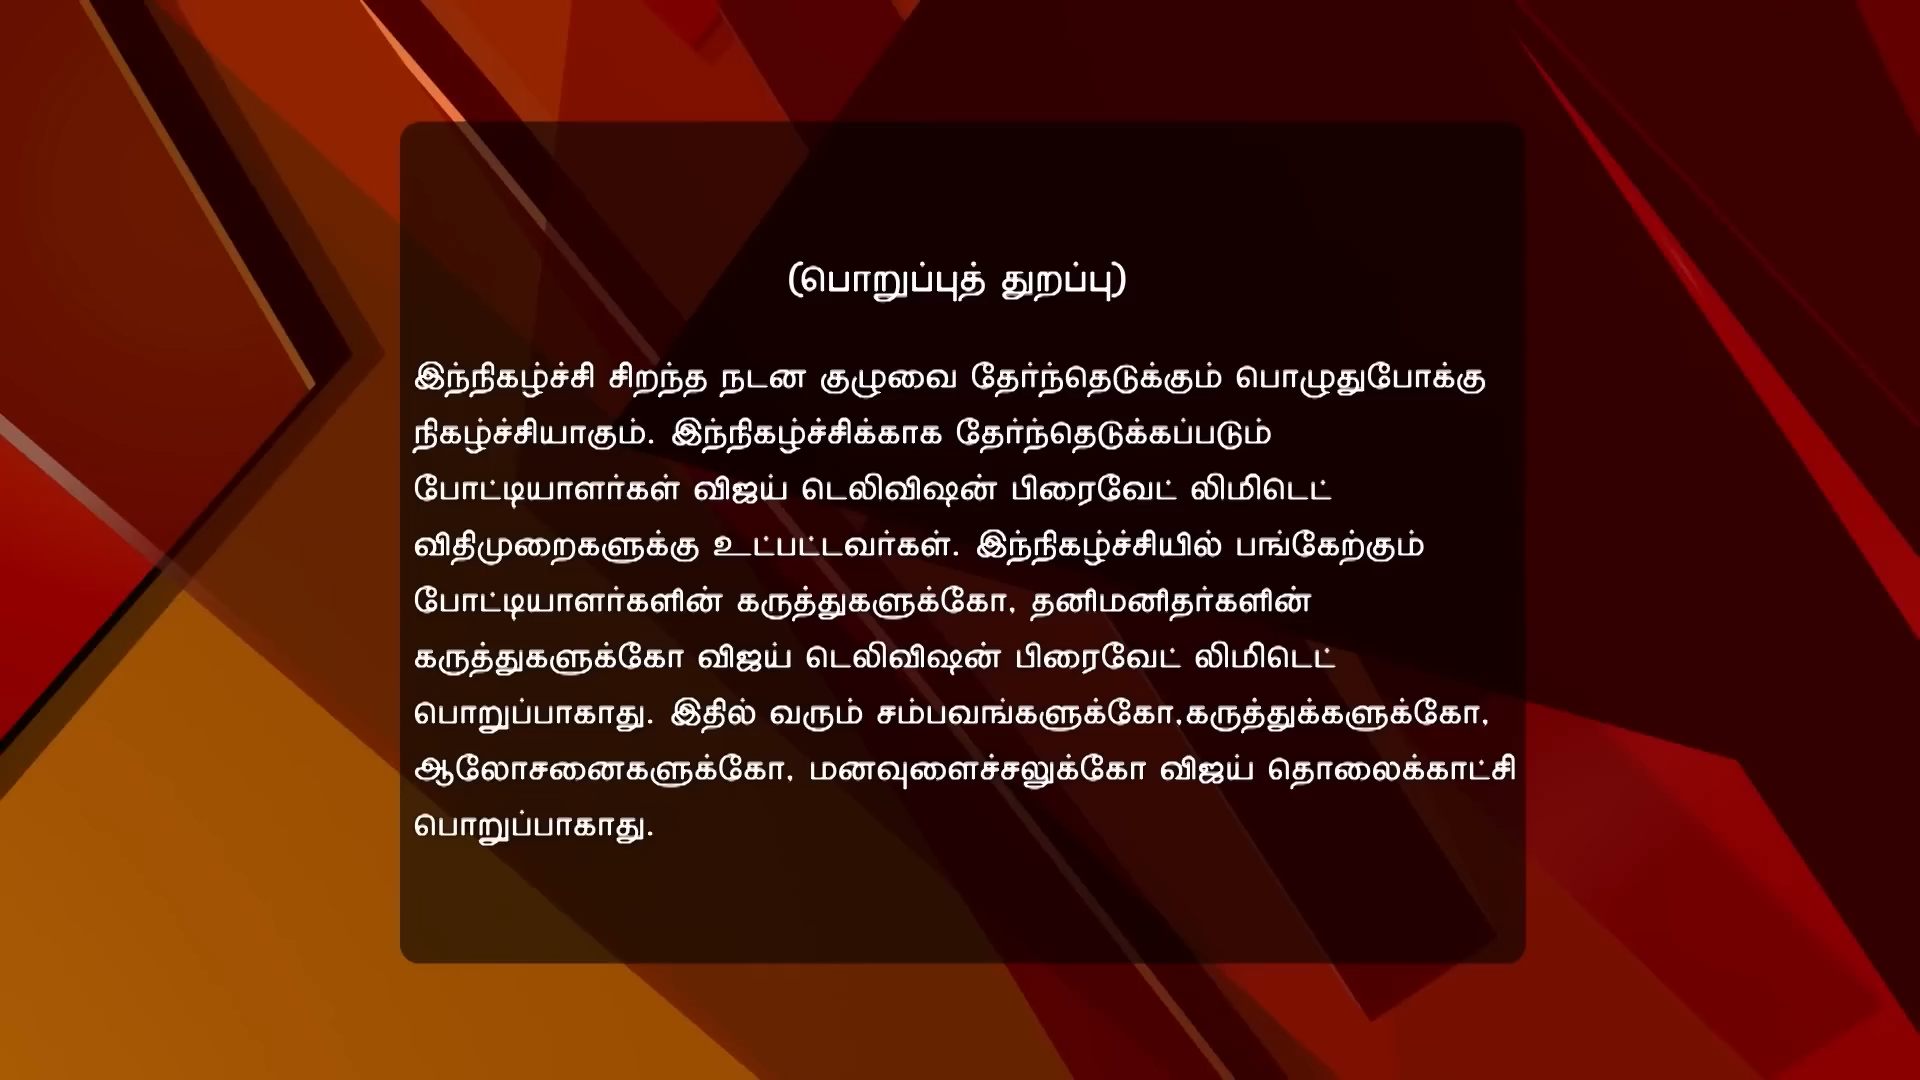 (பொறுப்புத் துறப்பு)
இந்நிகழ்ச்சி சிறந்த நடன குழுவை தேர்ந்தெடுக்கும் பொழுதுபோக்கு
நிகழ்ச்சியாகும். இந்நிகழ்ச்சிக்காக தேர்ந்தெடுக்கப்படும்
போட்டியாளர்கள் விஜய் டெலிவிஷன் பிரைவேட் லிமிடெட்
விதிமுறைகளுக்கு உட்பட்டவர்கள். இந்நிகழ்ச்சியில் பங்கேற்கும்
போட்டியாளர்களின் கருத்துகளுக்கோ, தனிமனிதர்களின்
கருத்துகளுக்கோ விஜய் டெலிவிஷன் பிரைவேட் லிமிடெட்
பொறுப்பாகாது. இதில் வரும் சம்பவங்களுக்கோ,கருத்துக்களுக்கோ,
ஆலோசனைகளுக்கோ, மனவுளைச்சலுக்கோ விஜய் தொலைக்காட்சி
பொறுப்பாகாது.